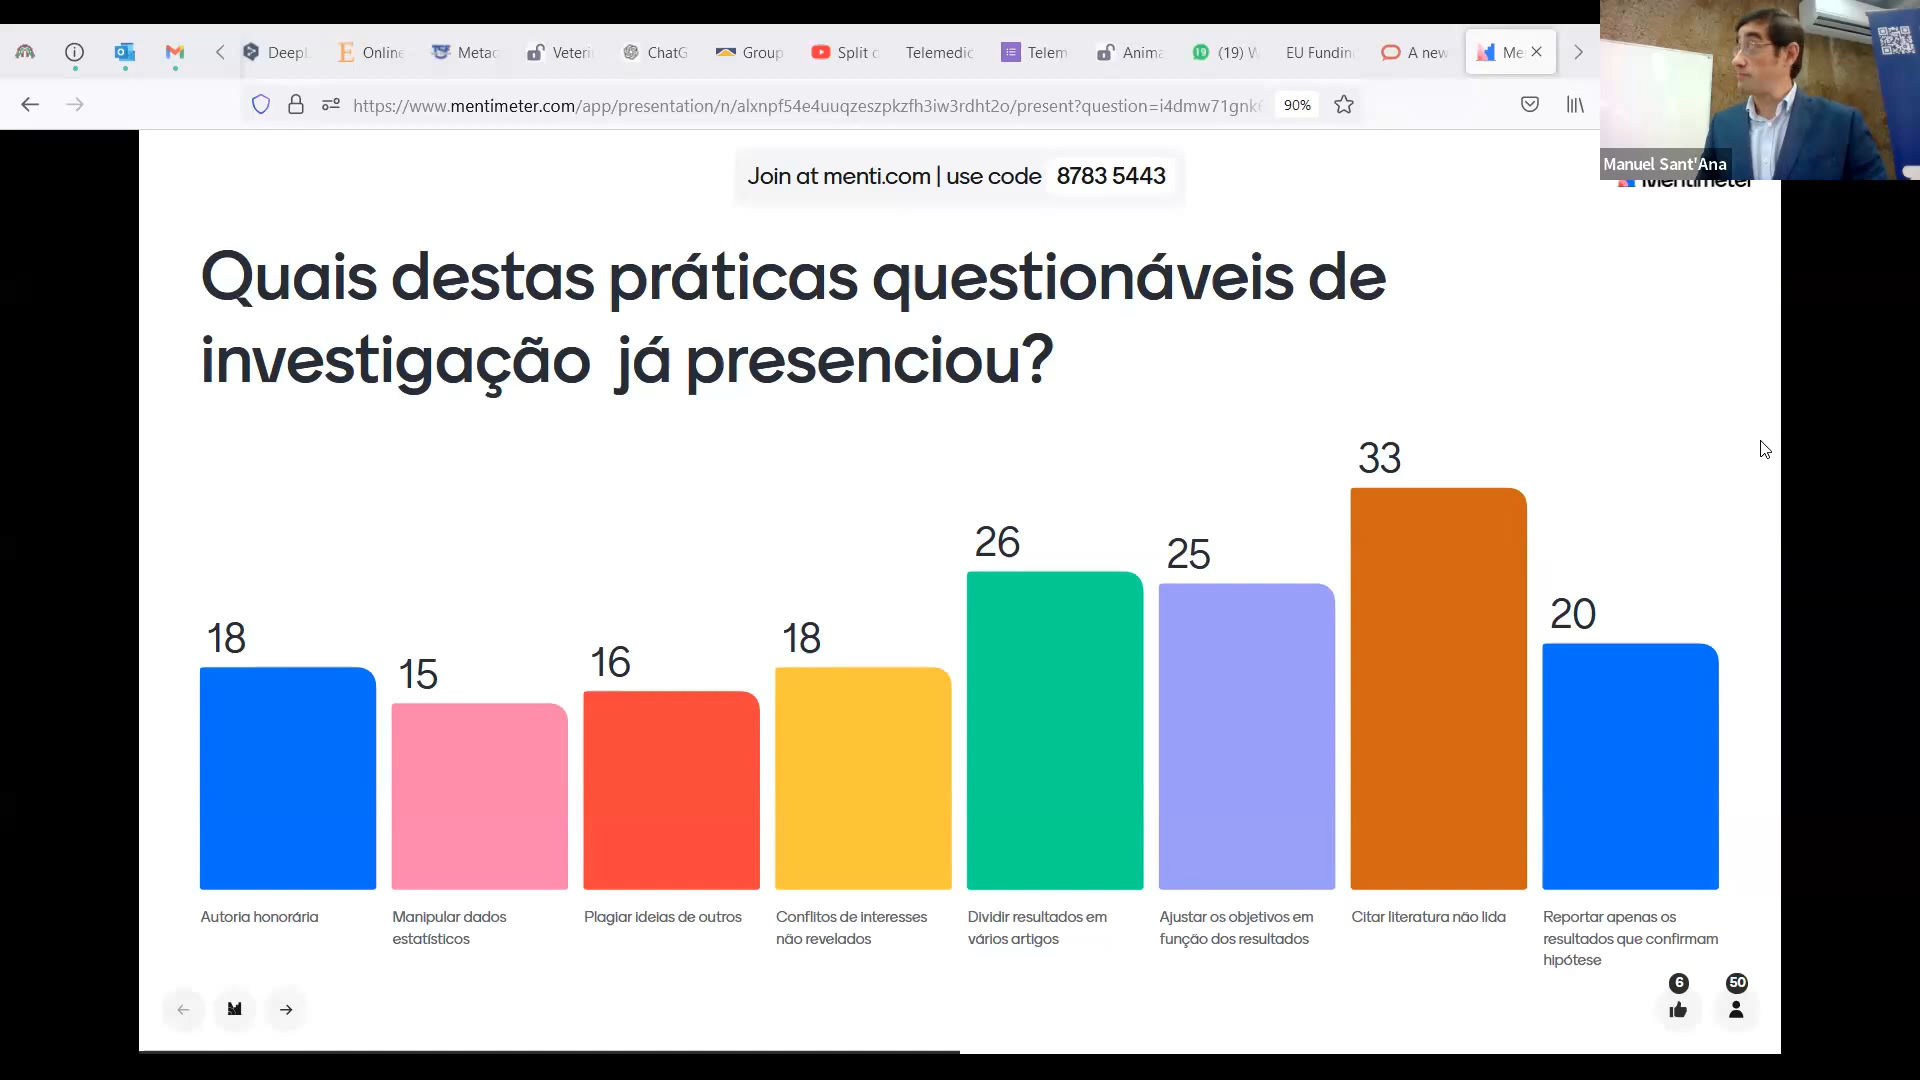 DeepL
Online
Metac
Veteri
ChatG
Group
Split c
Telemedic
Telem
Anima
(19) W
EU Fundin
A new
Me
https://www.mentimeter.com/app/presentation/n/alxnpf54e4uuqzeszpkzfh3iw3rdht2o/present?question=i4dmw71gnk
90%
Manuel Sant'Ana
Join at menti.com | use code 8783 5443
Mentimeter
Quais destas práticas questionáveis de
investigação já presenciou?
18
15
16
18
26
25
33
20
Autoria honorária
Manipular dados
estatísticos
Plagiar ideias de outros
Conflitos de interesses
não revelados
Dividir resultados em
vários artigos
Ajustar os objetivos em
função dos resultados
Citar literatura não lida
Reportar apenas os
resultados que confirmam
hipótese
6
50